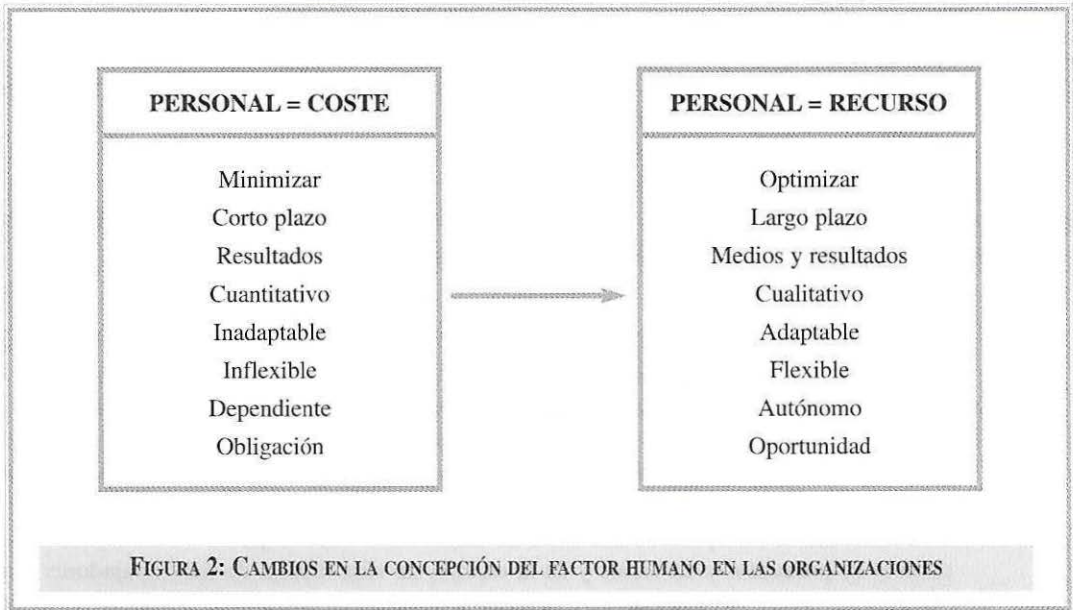 PERSONAL = COSTE
Minimizar
Corto plazo
Resultados
Cuantitativo
Inadaptable
Inflexible
Dependiente
Obligación
PERSONAL = RECURSO
Optimizar
Largo plazo
Medios y resultados
Cualitativo
Adaptable
Flexible
Autónomo
Oportunidad
FIGURA 2: CAMBIOS EN LA CONCEPCIÓN DEL FACTOR HUMANO EN LAS ORGANIZACIONES